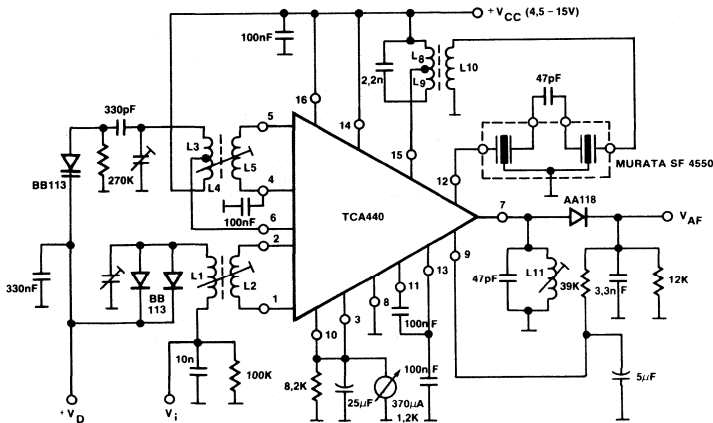 + VCC (4,5 – 15V)
100nF
L8
L9
L10
2,2n
47pF
330pF
16
5
14
15
12
MURATA SF 4550
L3
L4
L5
BB113
270K
4
100nF
6
TCA440
7
AA118
VAF
2
9
330nF
BB
113
L1
L2
1
47pF
L11
39K
3,3nF
12K
10
3
8
11
13
100nF
10n
100K
8,2K
25µF
370µA
1,2K
100nF
5µF
+VD
Vi